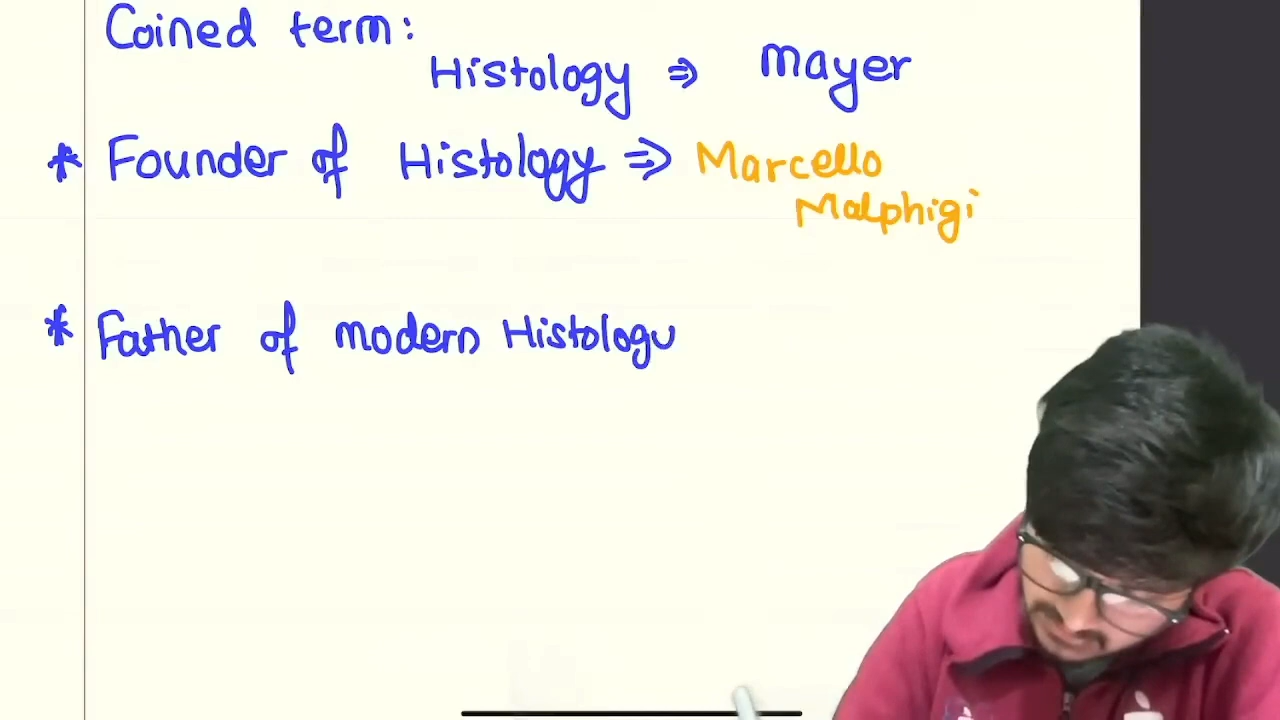 Coined term:
Histology ⇒ mayer
* Founder of Histology ⇒ Marcello
Malphigi
* Father of modern Histologu